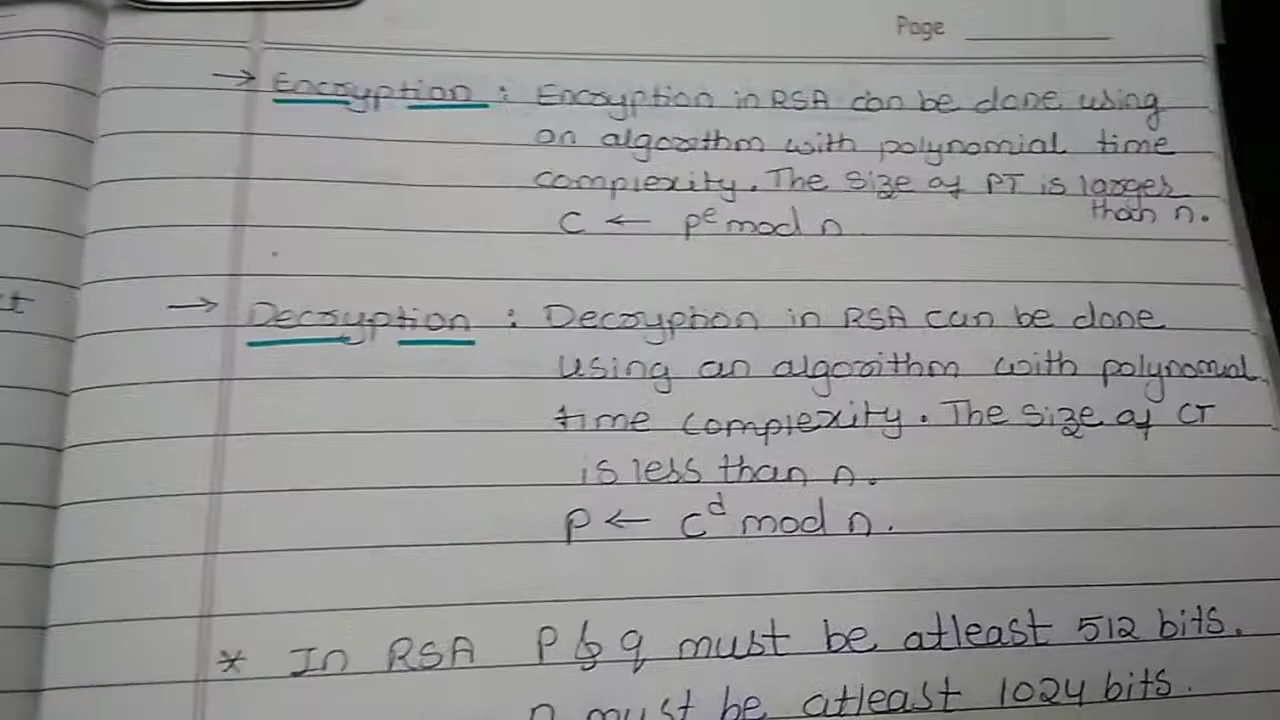 Page
→ Encryption : Encryption in RSA can be done using
an algorithm with polynomial time
complexity. The size of PT is larger
than n.
C ← P^e mod n
t
→ Decryption : Decryption in RSA can be done
using an algorithm with polynomial
time complexity. The size of CT
is less than n.
P ← C^d mod n.
* In RSA P & q must be atleast 512 bits.
n must be atleast 1024 bits.